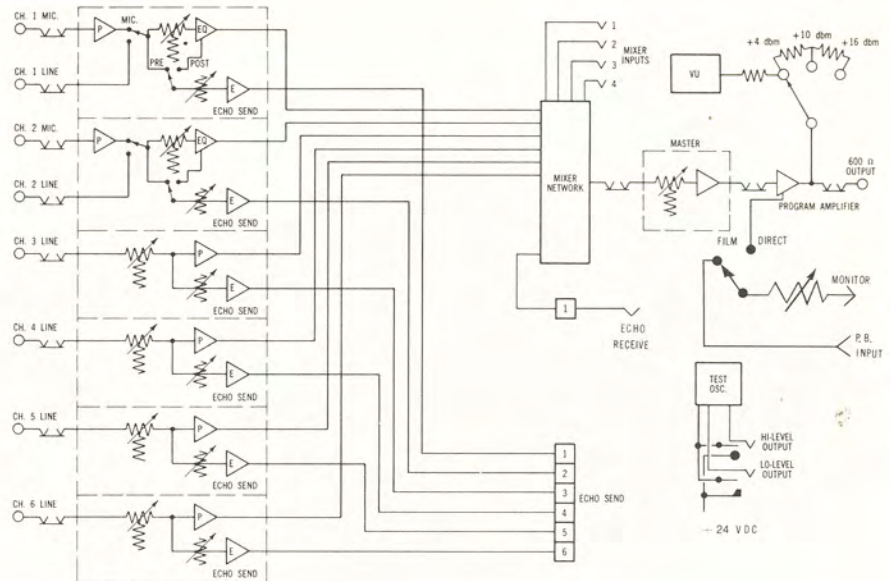 CH. 1 MIC.
P
MIC.
EQ
CH. 1 LINE
PRE
POST
E
ECHO SEND
CH. 2 MIC.
P
EQ
CH. 2 LINE
E
ECHO SEND
CH. 3 LINE
P
E
ECHO SEND
CH. 4 LINE
P
E
ECHO SEND
CH. 5 LINE
P
E
ECHO SEND
CH. 6 LINE
P
E
ECHO SEND
1
2
3
4
MIXER
INPUTS
MIXER
NETWORK
1
ECHO
RECEIVE
1
2
3
4
5
6
ECHO SEND
VU
+4 dbm
+10 dbm
+16 dbm
MASTER
600 Ω
OUTPUT
PROGRAM AMPLIFIER
FILM
DIRECT
MONITOR
P.B.
INPUT
TEST
OSC.
HI-LEVEL
OUTPUT
LO-LEVEL
OUTPUT
+ 24 VDC